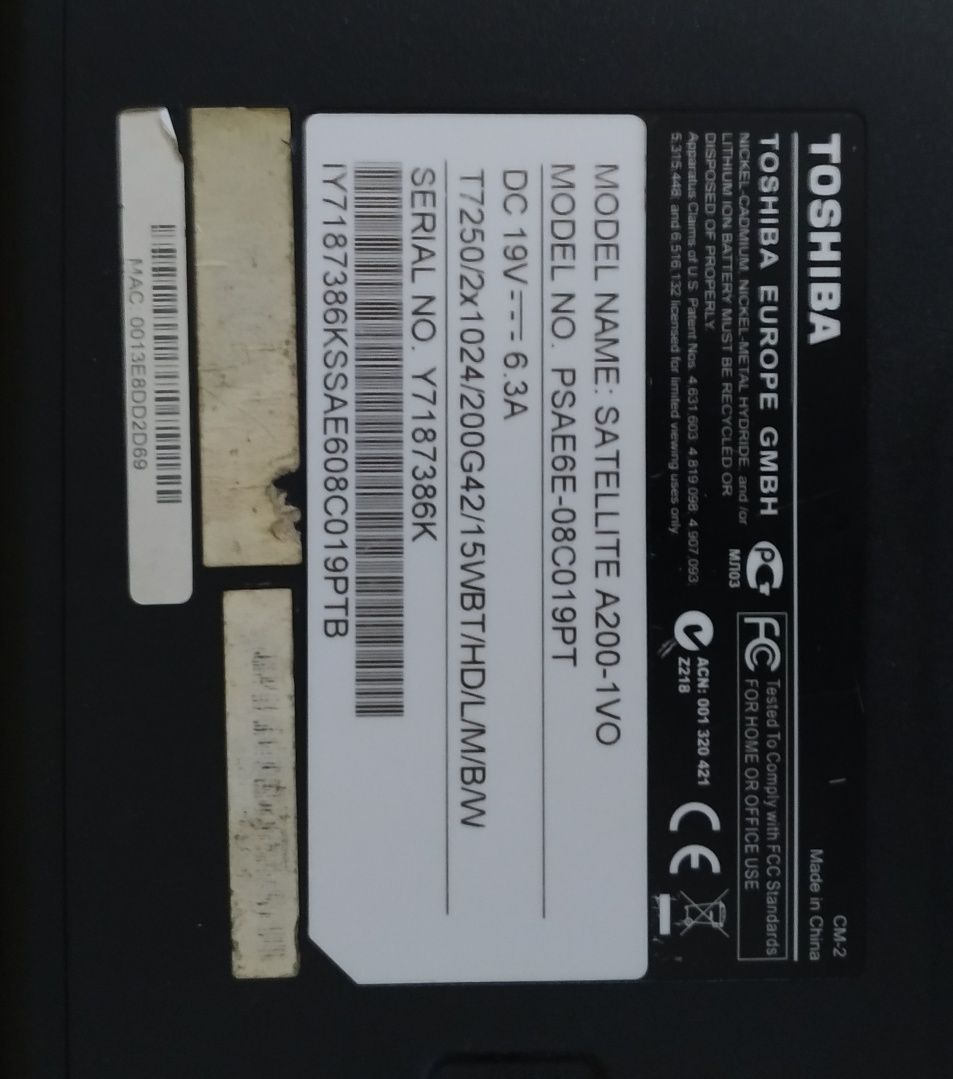 TOSHIBA
CM-2
Made in China
TOSHIBA EUROPE GMBH
NICKEL-CADMIUM, NICKEL-METAL HYDRIDE, and /or
LITHIUM ION BATTERY MUST BE RECYCLED OR
DISPOSED OF PROPERLY.
Apparatus Claims of U.S. Patent Nos. 4,631,603, 4,819,098, 4,907,093,
5,315,448, and 6,516,132 licensed for limited viewing uses only.
PCT
МЛ03
FC Tested To Comply with FCC Standards
FOR HOME OR OFFICE USE
ACN: 001 320 421
Z218
CE
MODEL NAME: SATELLITE A200-1VO
MODEL NO. PSAE6E-08C019PT
DC 19V 6.3A
T7250/2x1024/200G42/15WBT/HD/L/M/B/W
SERIAL NO. Y7187386K
IY7187386KSSAE608C019PTB
MAC :0013E8DD2D69